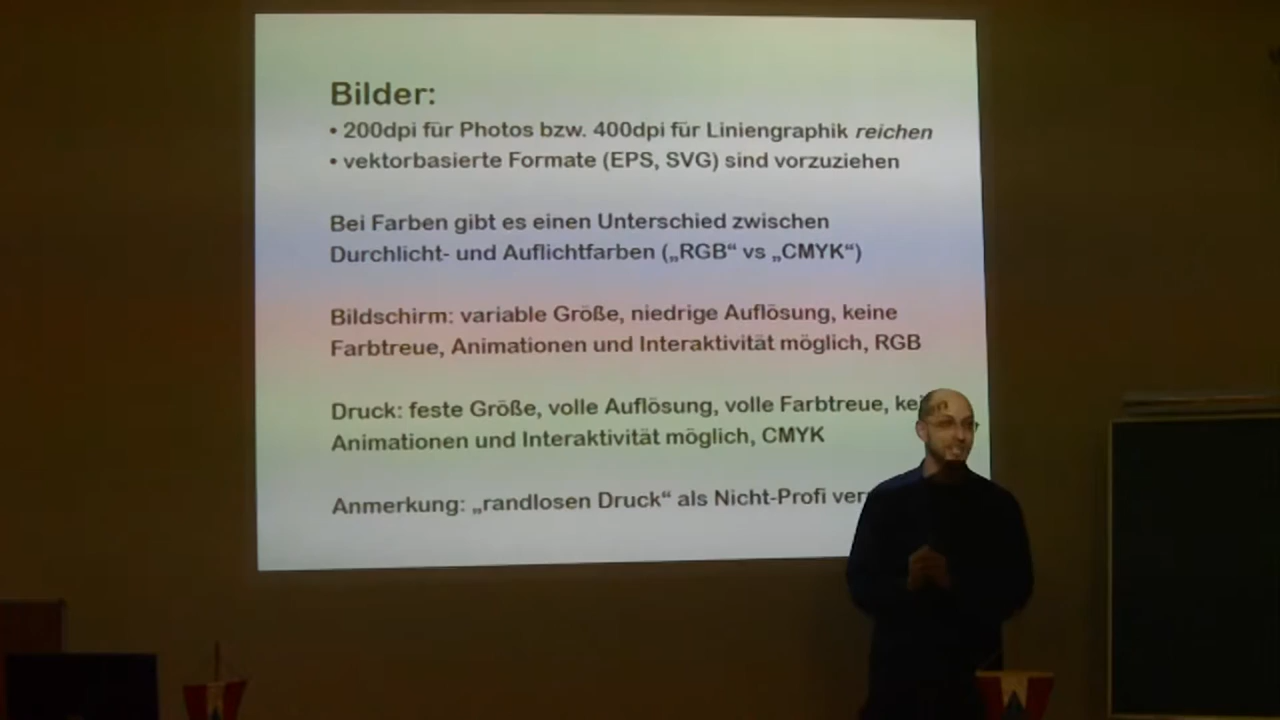 Bilder:
• 200dpi für Photos bzw. 400dpi für Liniengraphik reichen
• vektorbasierte Formate (EPS, SVG) sind vorzuziehen
Bei Farben gibt es einen Unterschied zwischen
Durchlicht- und Auflichtfarben („RGB“ vs „CMYK“)
Bildschirm: variable Größe, niedrige Auflösung, keine
Farbtreue, Animationen und Interaktivität möglich, RGB
Druck: feste Größe, volle Auflösung, volle Farbtreue,
Animationen und Interaktivität möglich, CMYK
Anmerkung: „randlosen Druck“ als Nicht-Profi